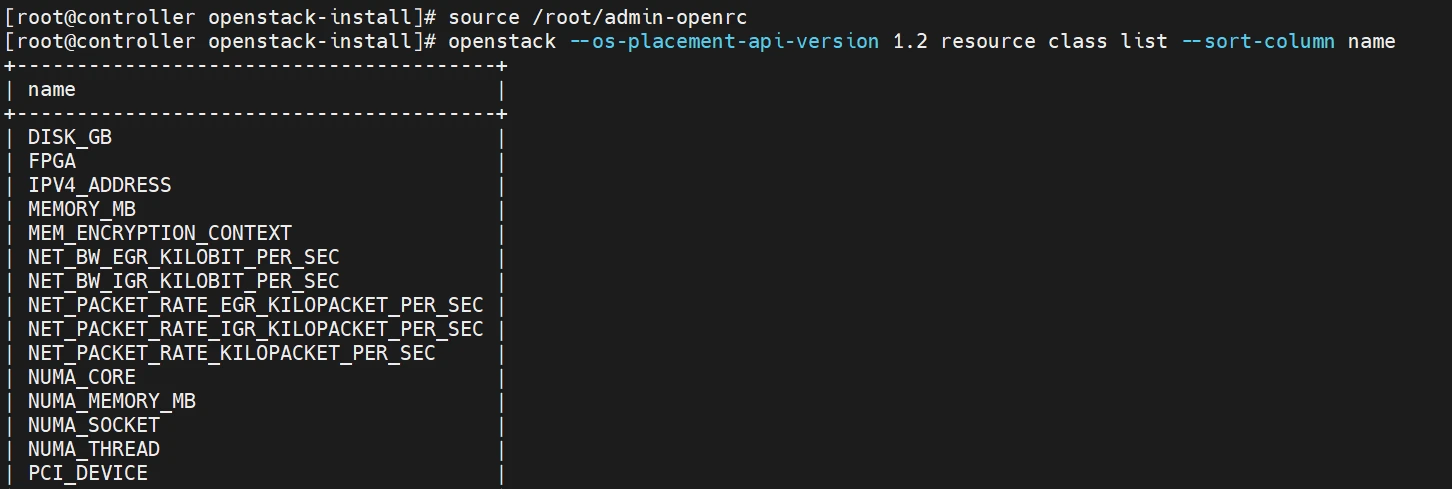 [root@controller openstack-install]# source /root/admin-openrc
[root@controller openstack-install]# openstack --os-placement-api-version 1.2 resource class list --sort-column name
+----------------------------------------+
| name                                   |
+----------------------------------------+
| DISK_GB                                |
| FPGA                                   |
| IPV4_ADDRESS                           |
| MEMORY_MB                              |
| MEM_ENCRYPTION_CONTEXT                 |
| NET_BW_EGR_KILOBIT_PER_SEC             |
| NET_BW_IGR_KILOBIT_PER_SEC             |
| NET_PACKET_RATE_EGR_KILOPACKET_PER_SEC |
| NET_PACKET_RATE_IGR_KILOPACKET_PER_SEC |
| NET_PACKET_RATE_KILOPACKET_PER_SEC     |
| NUMA_CORE                              |
| NUMA_MEMORY_MB                         |
| NUMA_SOCKET                            |
| NUMA_THREAD                            |
| PCI_DEVICE                             |